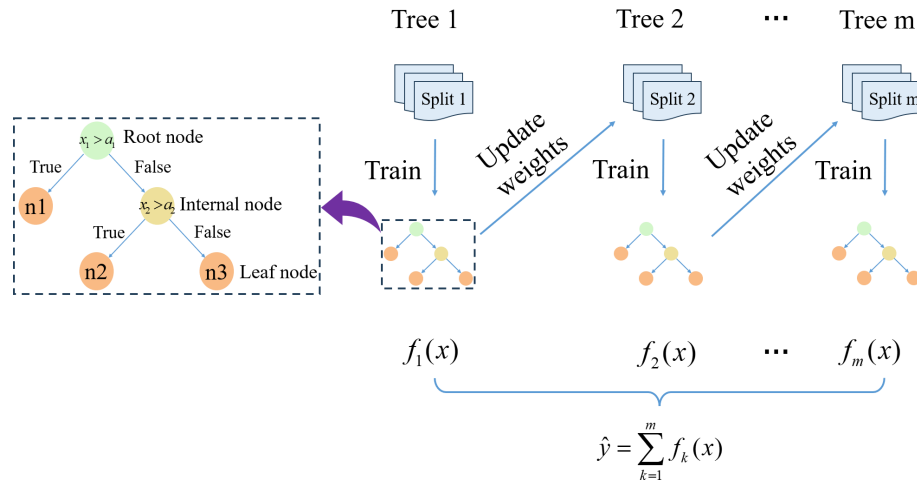 Tree 1
Tree 2
...
Tree m
Split 1
Split 2
Split m
Train
Update weights
Train
Update weights
Train
x₁ > a₁
Root node
True
False
n1
x₂ > a₂
Internal node
True
False
n2
n3
Leaf node
f₁(x)
f₂(x)
...
fₘ(x)
ŷ = ∑ₖ₌₁ᵐ fₖ(x)